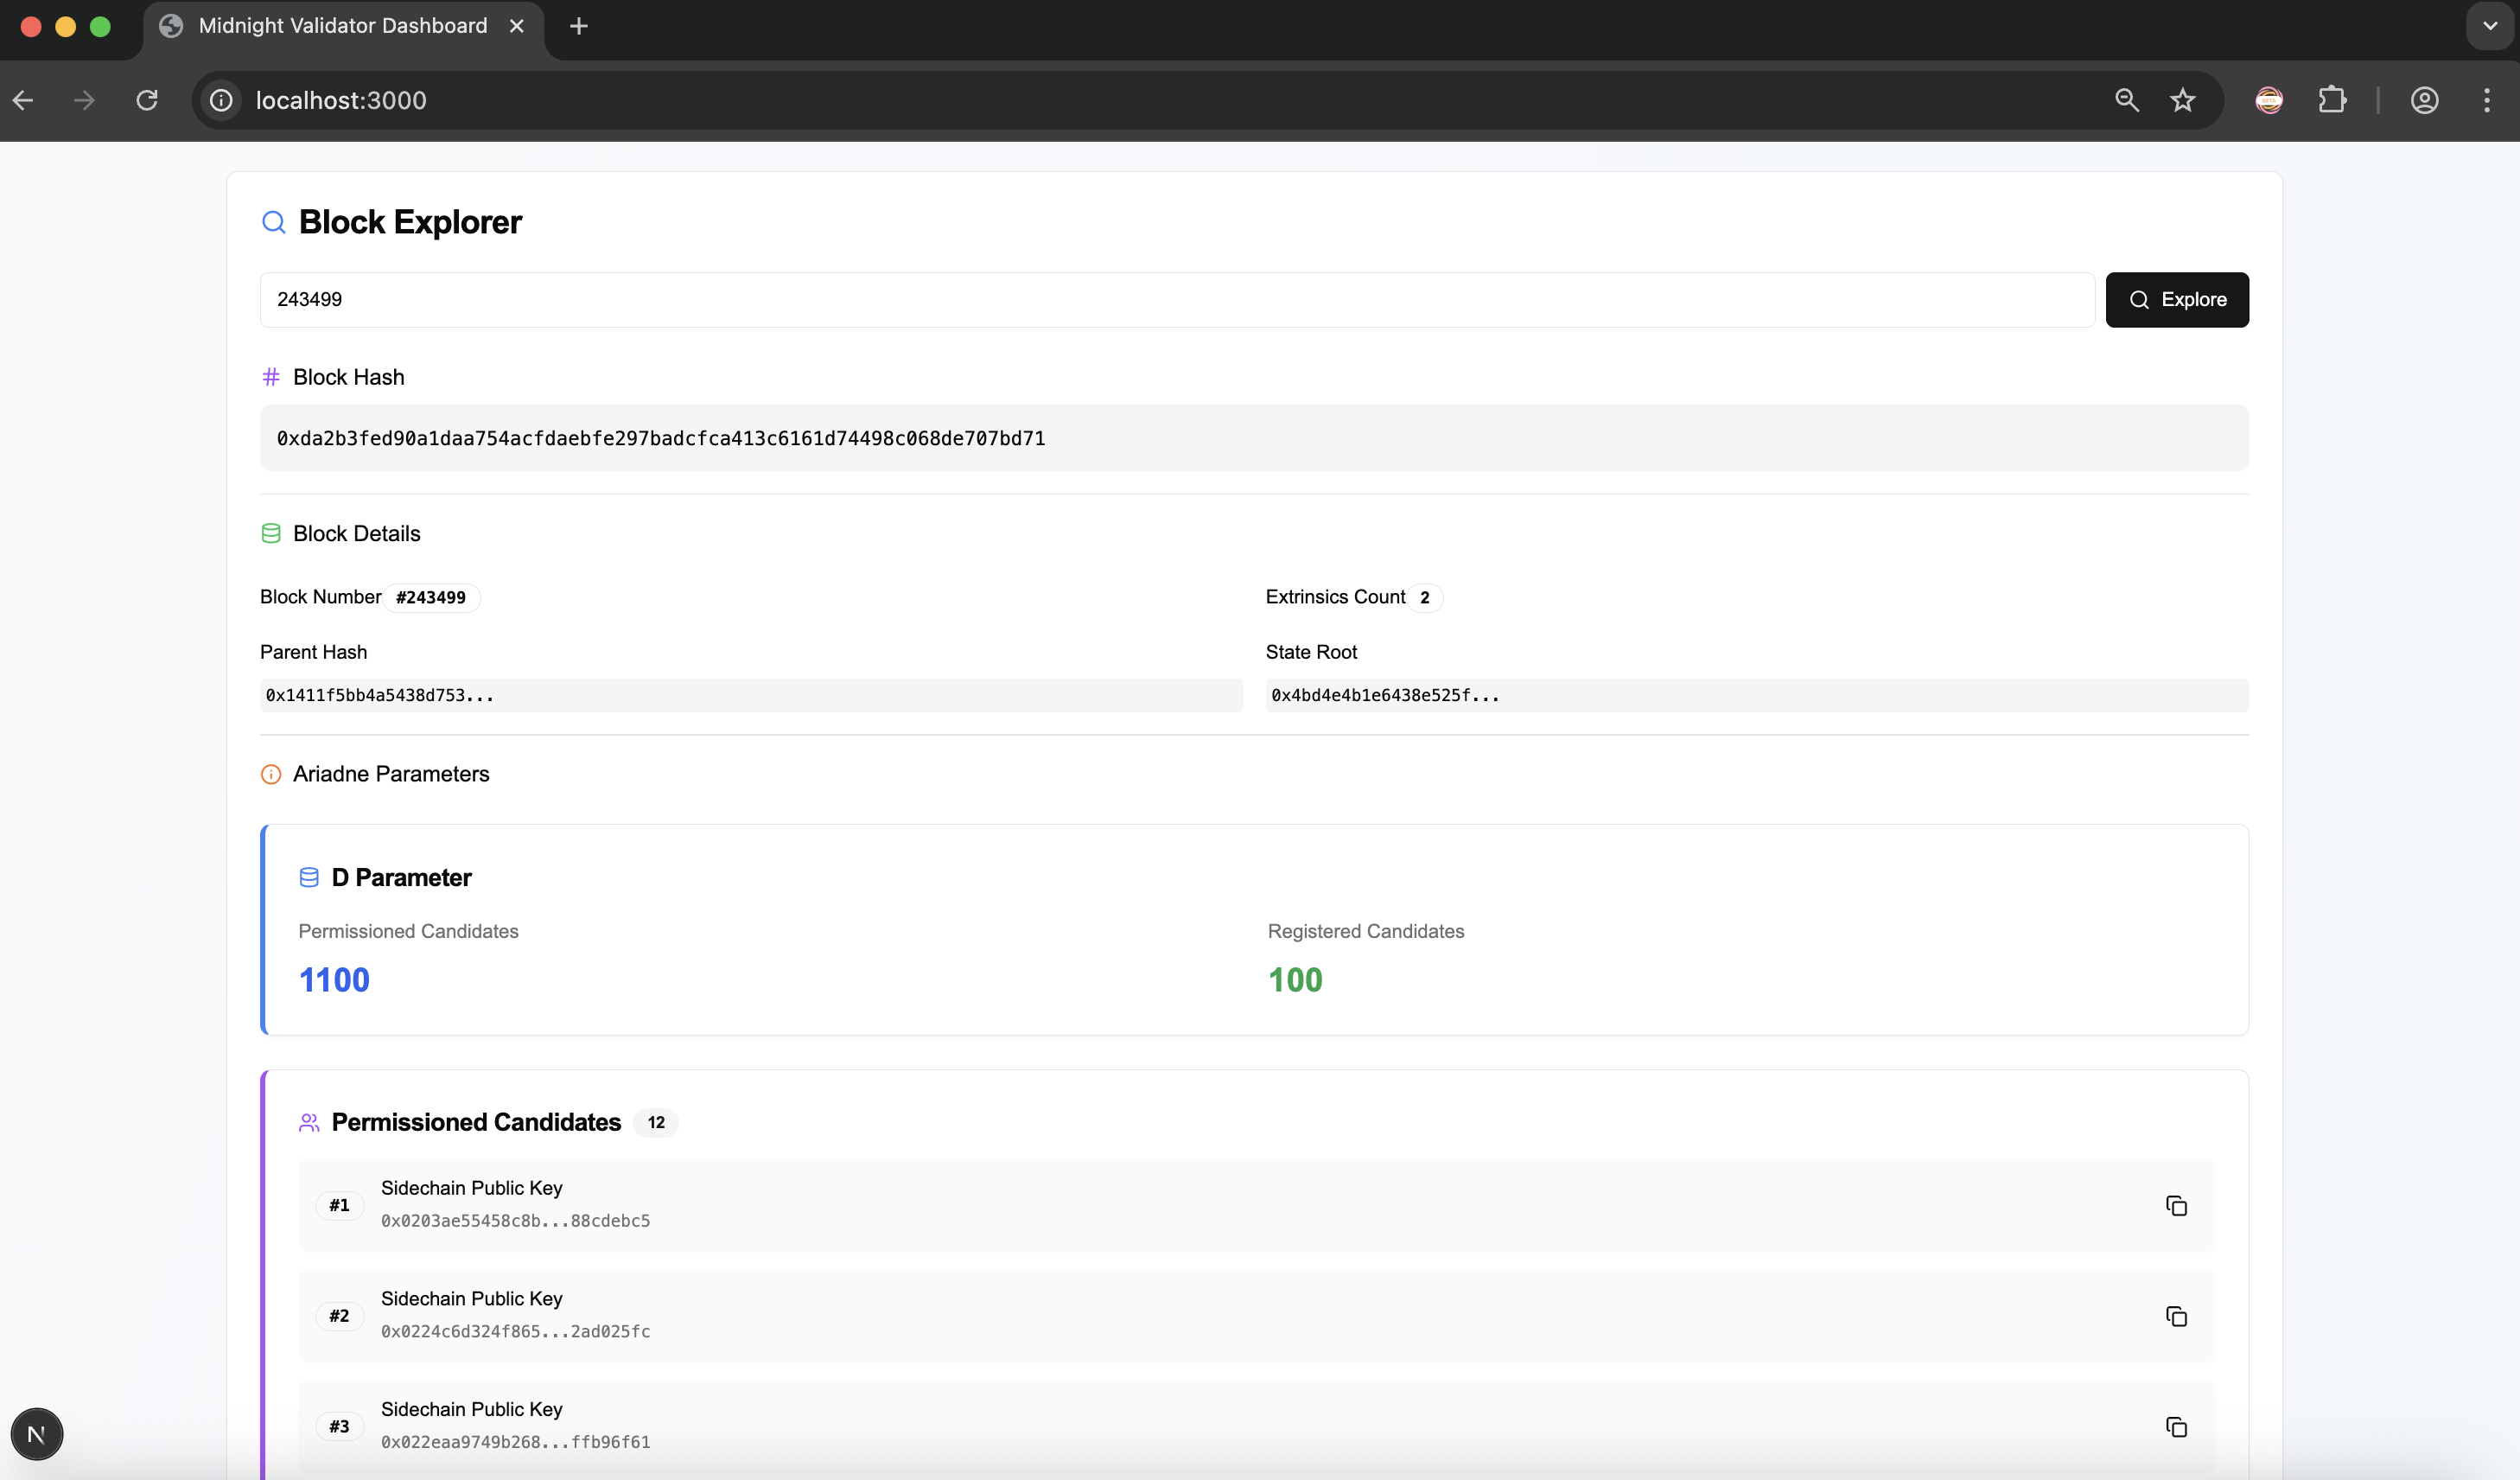 Midnight Validator Dashboard
localhost:3000
Block Explorer
243499
Explore
# Block Hash
0xda2b3fed90a1daa754acfdaebfe297badcfca413c6161d74498c068de707bd71
Block Details
Block Number #243499
Extrinsics Count 2
Parent Hash
0x1411f5bb4a5438d753...
State Root
0x4bd4e4b1e6438e525f...
Ariadne Parameters
D Parameter
Permissioned Candidates
1100
Registered Candidates
100
Permissioned Candidates 12
#1
Sidechain Public Key
0x0203ae55458c8b...88cdebc5
#2
Sidechain Public Key
0x0224c6d324f865...2ad025fc
#3
Sidechain Public Key
0x022eaa9749b268...ffb96f61
N